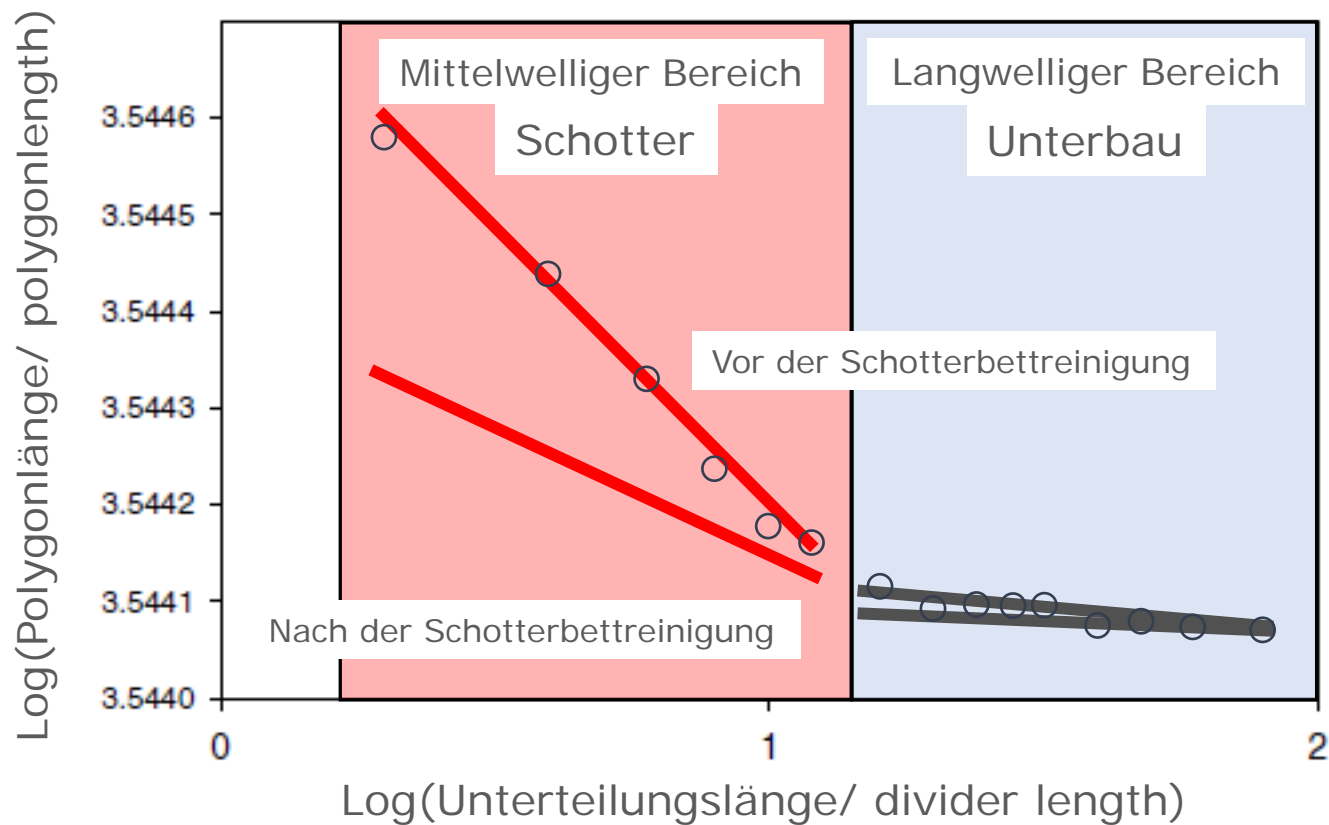 Log(Polygonlänge/ polygonlength)
Mittelwelliger Bereich
Schotter
Langwelliger Bereich
Unterbau
3.5446
3.5445
3.5444
3.5443
3.5442
3.5441
3.5440
Vor der Schotterbettreinigung
Nach der Schotterbettreinigung
0
1
2
Log(Unterteilungslänge/ divider length)